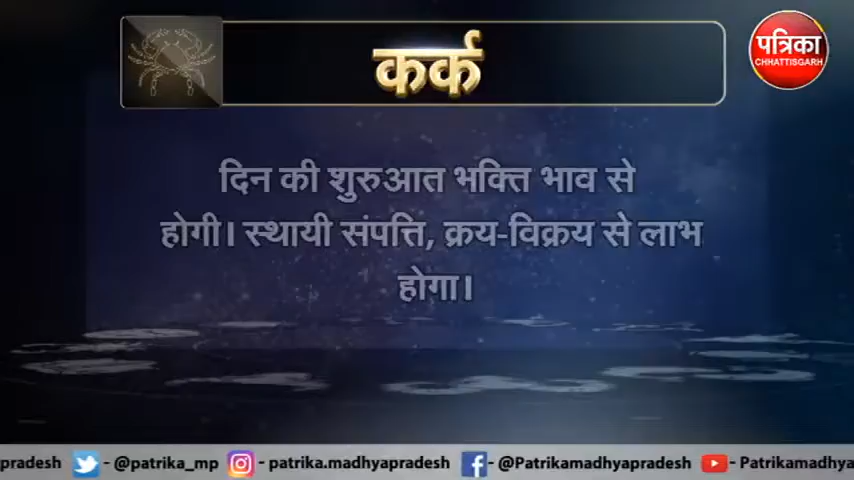 कर्क
पत्रिका
CHHATTISGARH
दिन की शुरुआत भक्ति भाव से
होगी। स्थायी संपत्ति, क्रय-विक्रय से लाभ
होगा।
pradesh - @patrika_mp - patrika.madhyapradesh - @Patrikamadhyapradesh - Patrikamadhya